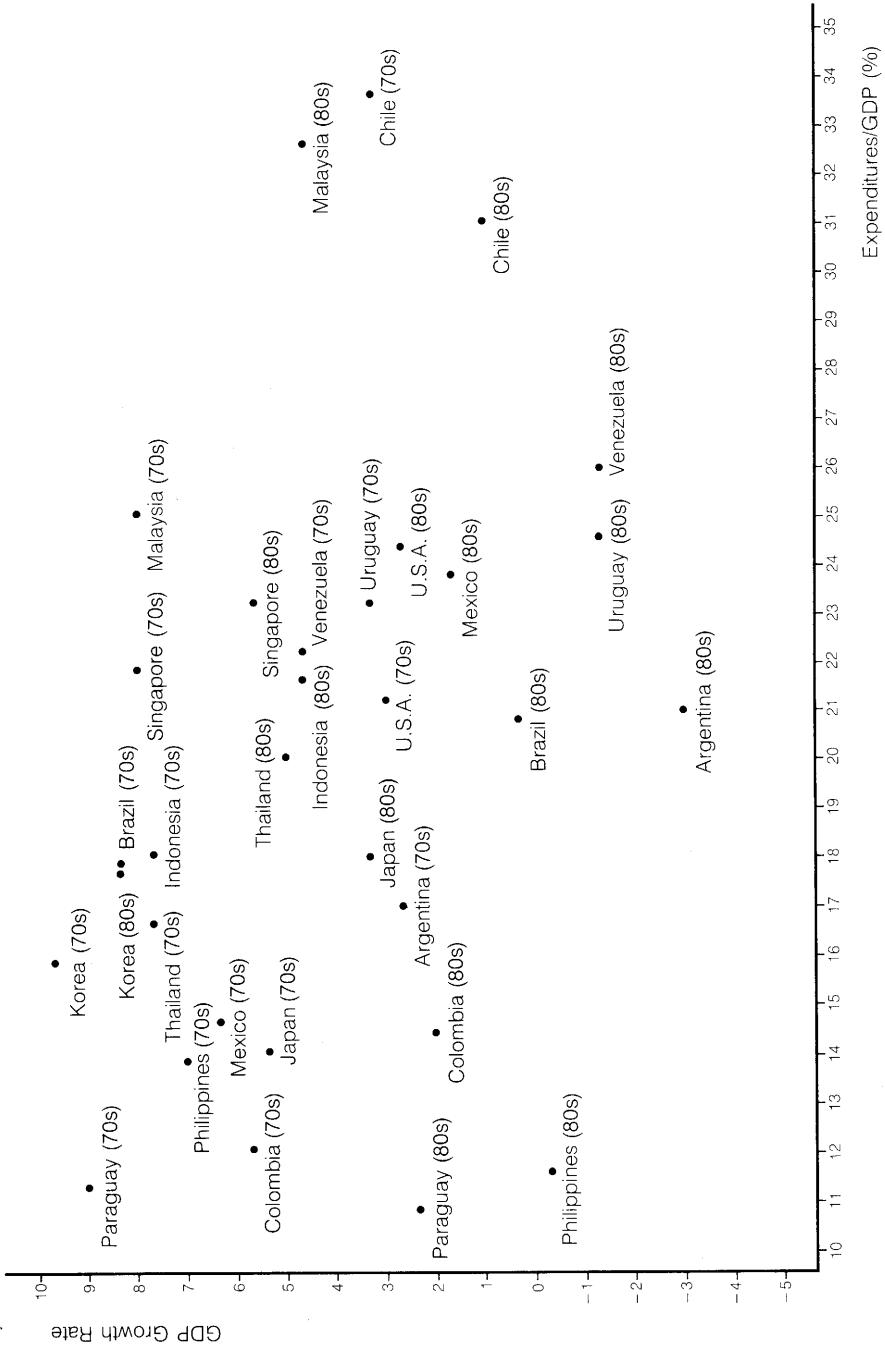 GDP Growth Rate
10
9
8
7
6
5
4
3
2
1
0
-1
-2
-3
-4
-5
Korea (70s)
Paraguay (70s)
Korea (80s)
Brazil (70s)
Singapore (70s)
Malaysia (70s)
Thailand (70s)
Indonesia (70s)
Philippines (70s)
Mexico (70s)
Colombia (70s)
Japan (70s)
Thailand (80s)
Singapore (80s)
Indonesia (80s)
Venezuela (70s)
Malaysia (80s)
Uruguay (70s)
Japan (80s)
Chile (70s)
Argentina (70s)
U.S.A. (70s)
U.S.A. (80s)
Paraguay (80s)
Colombia (80s)
Mexico (80s)
Chile (80s)
Philippines (80s)
Brazil (80s)
Uruguay (80s)
Venezuela (80s)
Argentina (80s)
10 11 12 13 14 15 16 17 18 19 20 21 22 23 24 25 26 27 28 29 30 31 32 33 34 35
Expenditures/GDP (%)